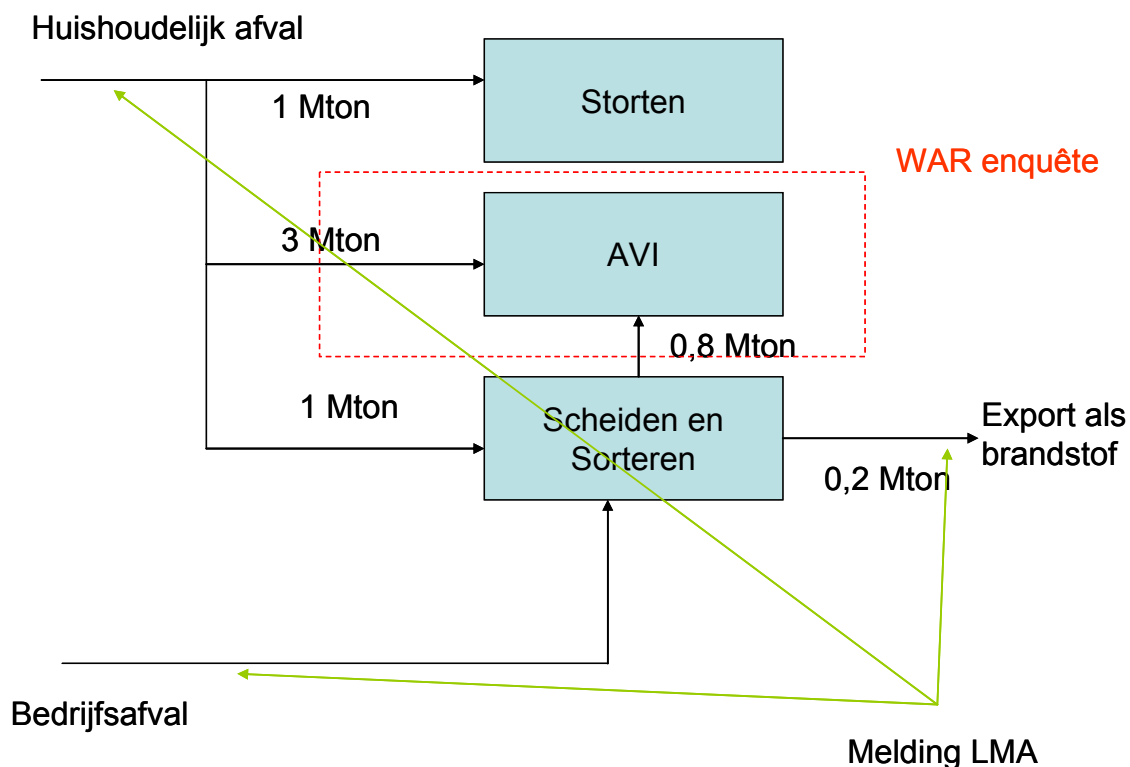 Huishoudelijk afval
1 Mton
Storten
WAR enquête
3 Mton
AVI
0,8 Mton
1 Mton
Scheiden en
Sorteren
Export als
brandstof
0,2 Mton
Bedrijfsafval
Melding LMA